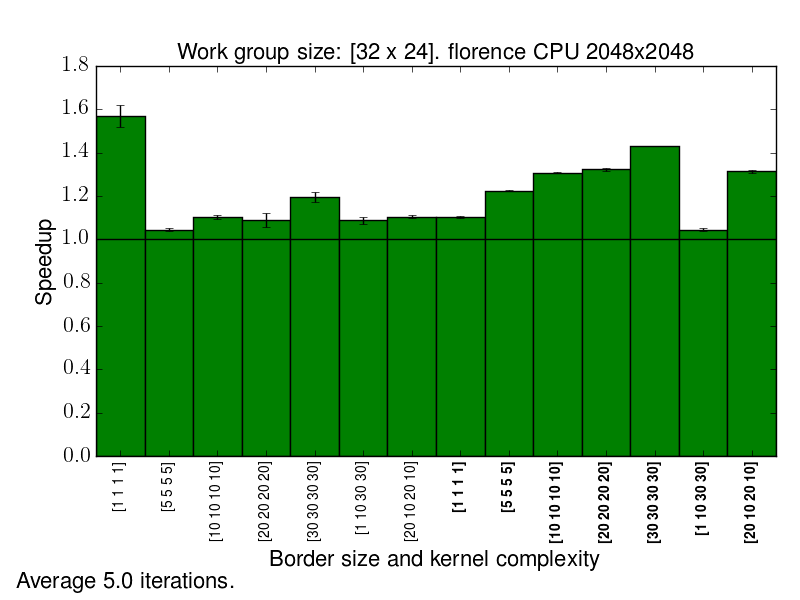 Work group size: [32 x 24]. florence CPU 2048x2048
1.8
1.6
1.4
1.2
1.0
0.8
0.6
0.4
0.2
0.0
Speedup
[1 1 1 1]
[5 5 5 5]
[10 10 10 10]
[20 20 20 20]
[30 30 30 30]
[1 10 30 30]
[20 10 20 10]
[1 1 1 1]
[5 5 5 5]
[10 10 10 10]
[20 20 20 20]
[30 30 30 30]
[1 10 30 30]
[20 10 20 10]
Border size and kernel complexity
Average 5.0 iterations.